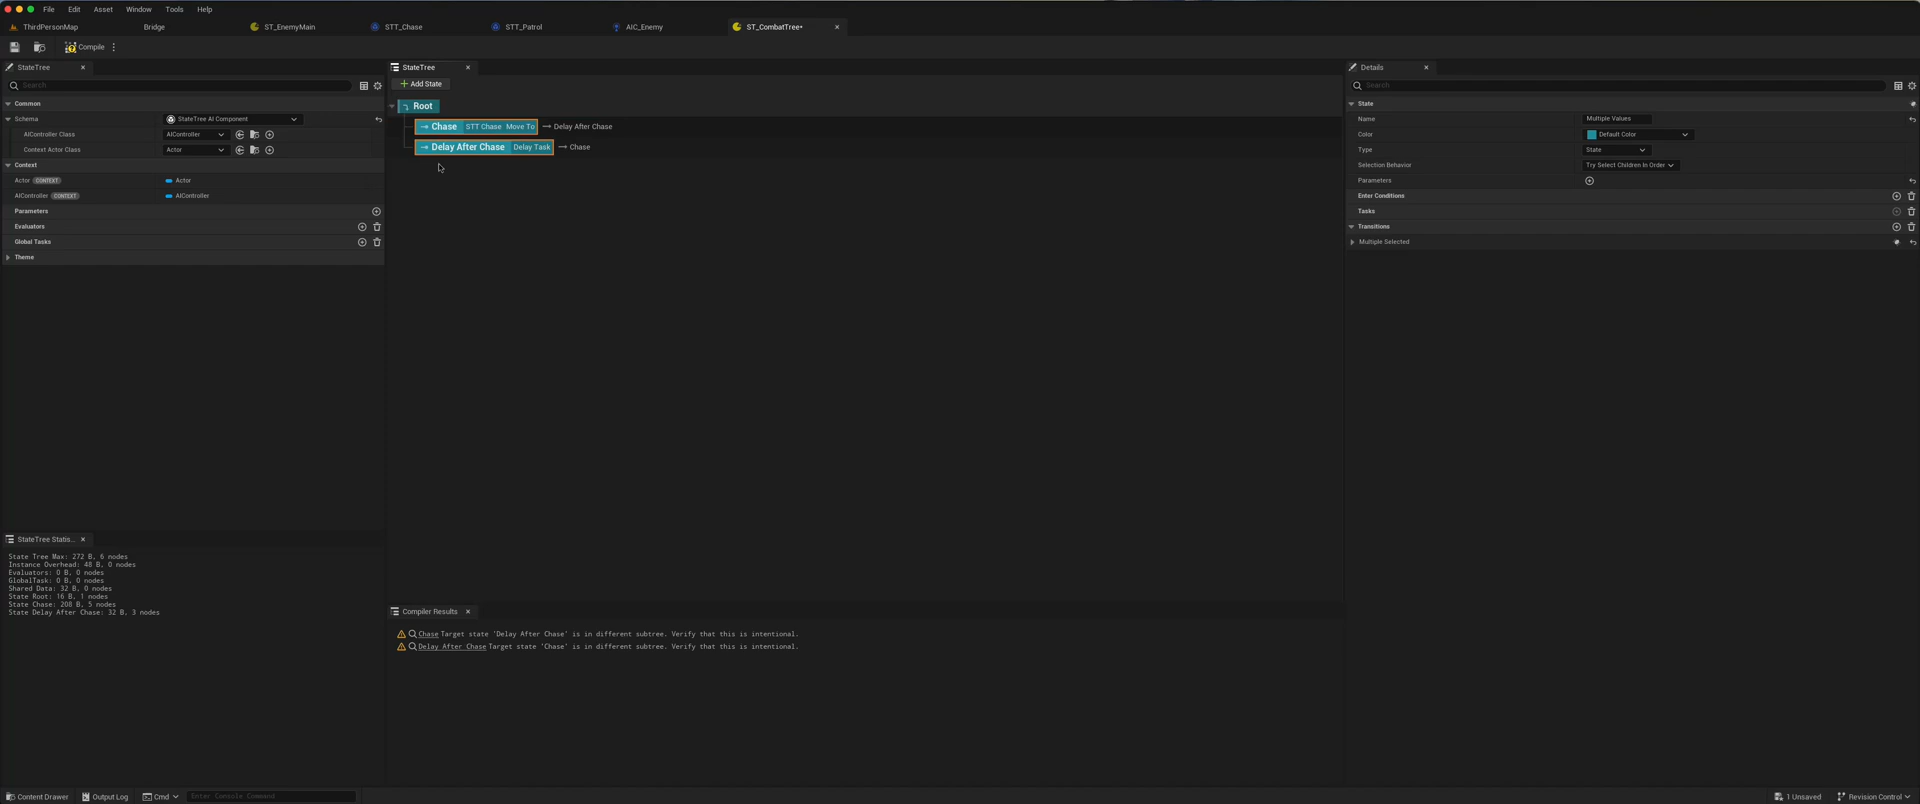 File Edit Asset Window Tools Help
ThirdPersonMap Bridge ST_EnemyMain STT_Chase STT_Patrol AIC_Enemy ST_CombatTree*
Compile
StateTree
Search
Common
Schema StateTree AI Component
AIController Class AIController
Context Actor Class Actor
Context
Actor CONTEXT Actor
AIController CONTEXT AIController
Parameters
Evaluators
Global Tasks
Theme
StateTree
Add State
Root
Chase STT Chase Move To Delay After Chase
Delay After Chase Delay Task Chase
Details
Search
State
Name Multiple Values
Color Default Color
Type State
Selection Behavior Try Select Children In Order
Parameters
Enter Conditions
Tasks
Transitions
Multiple Selected
StateTree Statis...
State Tree Max: 272 B, 6 nodes
Instance Overhead: 48 B, 0 nodes
Evaluators: 0 B, 0 nodes
GlobalTask: 0 B, 0 nodes
Shared Data: 32 B, 0 nodes
State Root: 16 B, 1 nodes
State Chase: 208 B, 5 nodes
State Delay After Chase: 32 B, 3 nodes
Compiler Results
Chase Target state 'Delay After Chase' is in different subtree. Verify that this is intentional.
Delay After Chase Target state 'Chase' is in different subtree. Verify that this is intentional.
Content Drawer Output Log Cmd Enter Console Command 1 Unsaved Revision Control